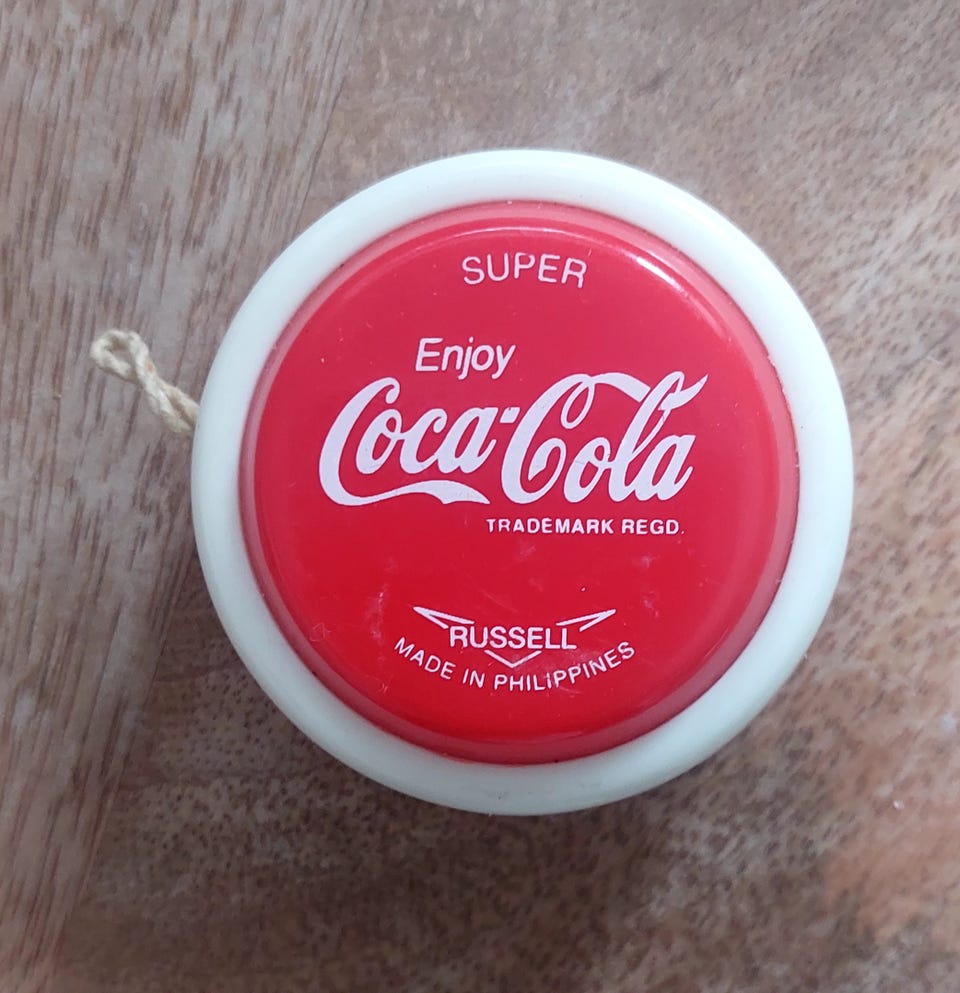 SUPER
Enjoy
Coca-Cola
TRADEMARK REGD.
RUSSELL
MADE IN PHILIPPINES